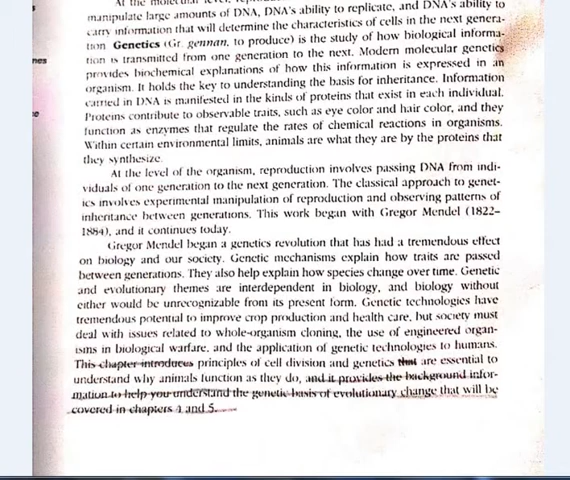 At the molecular level,
manipulate large amounts of DNA, DNA's ability to replicate, and DNA's ability to
carry information that will determine the characteristics of cells in the next genera-
tion Genetics (Gr. gennan, to produce) is the study of how biological informa-
tion is transmitted from one generation to the next. Modern molecular genetics
provides biochemical explanations of how this information is expressed in an
organism. It holds the key to understanding the basis for inheritance. Information
carried in DNA is manifested in the kinds of proteins that exist in each individual.
Proteins contribute to observable traits, such as eye color and hair color, and they
function as enzymes that regulate the rates of chemical reactions in organisms.
Within certain environmental limits, animals are what they are by the proteins that
they synthesize.
At the level of the organism, reproduction involves passing DNA from indi-
viduals of one generation to the next generation. The classical approach to genet-
ics involves experimental manipulation of reproduction and observing patterns of
inheritance between generations. This work began with Gregor Mendel (1822–
1884), and it continues today.
Gregor Mendel began a genetics revolution that has had a tremendous effect
on biology and our society. Genetic mechanisms explain how traits are passed
between generations. They also help explain how species change over time. Genetic
and evolutionary themes are interdependent in biology, and biology without
either would be unrecognizable from its present form. Genetic technologies have
tremendous potential to improve crop production and health care, but society must
deal with issues related to whole-organism cloning, the use of engineered organ-
isms in biological warfare, and the application of genetic technologies to humans.
This chapter introduces principles of cell division and genetics that are essential to
understand why animals function as they do, and it provides the background infor-
mation to help you understand the genetic basis of evolutionary change that will be
covered in chapters 4 and 5.